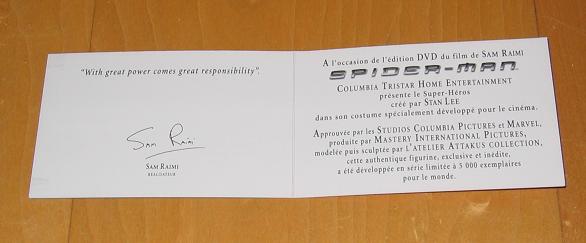 "With great power comes great responsibility".
Sam Raimi
SAM RAIMI
RÉALISATEUR
A l'occasion de l'édition DVD du film de SAM RAIMI
SPIDER-MAN
COLUMBIA TRISTAR HOME ENTERTAINMENT
présente le Super-Héros
créé par STAN LEE
dans son costume spécialement développé pour le cinéma.
Approuvée par les STUDIOS COLUMBIA PICTURES et MARVEL,
produite par MASTERY INTERNATIONAL PICTURES,
modelée puis sculptée par L'ATELIER ATTAKUS COLLECTION,
cette authentique figurine, exclusive et inédite,
a été développée en série limitée à 5 000 exemplaires
pour le monde.